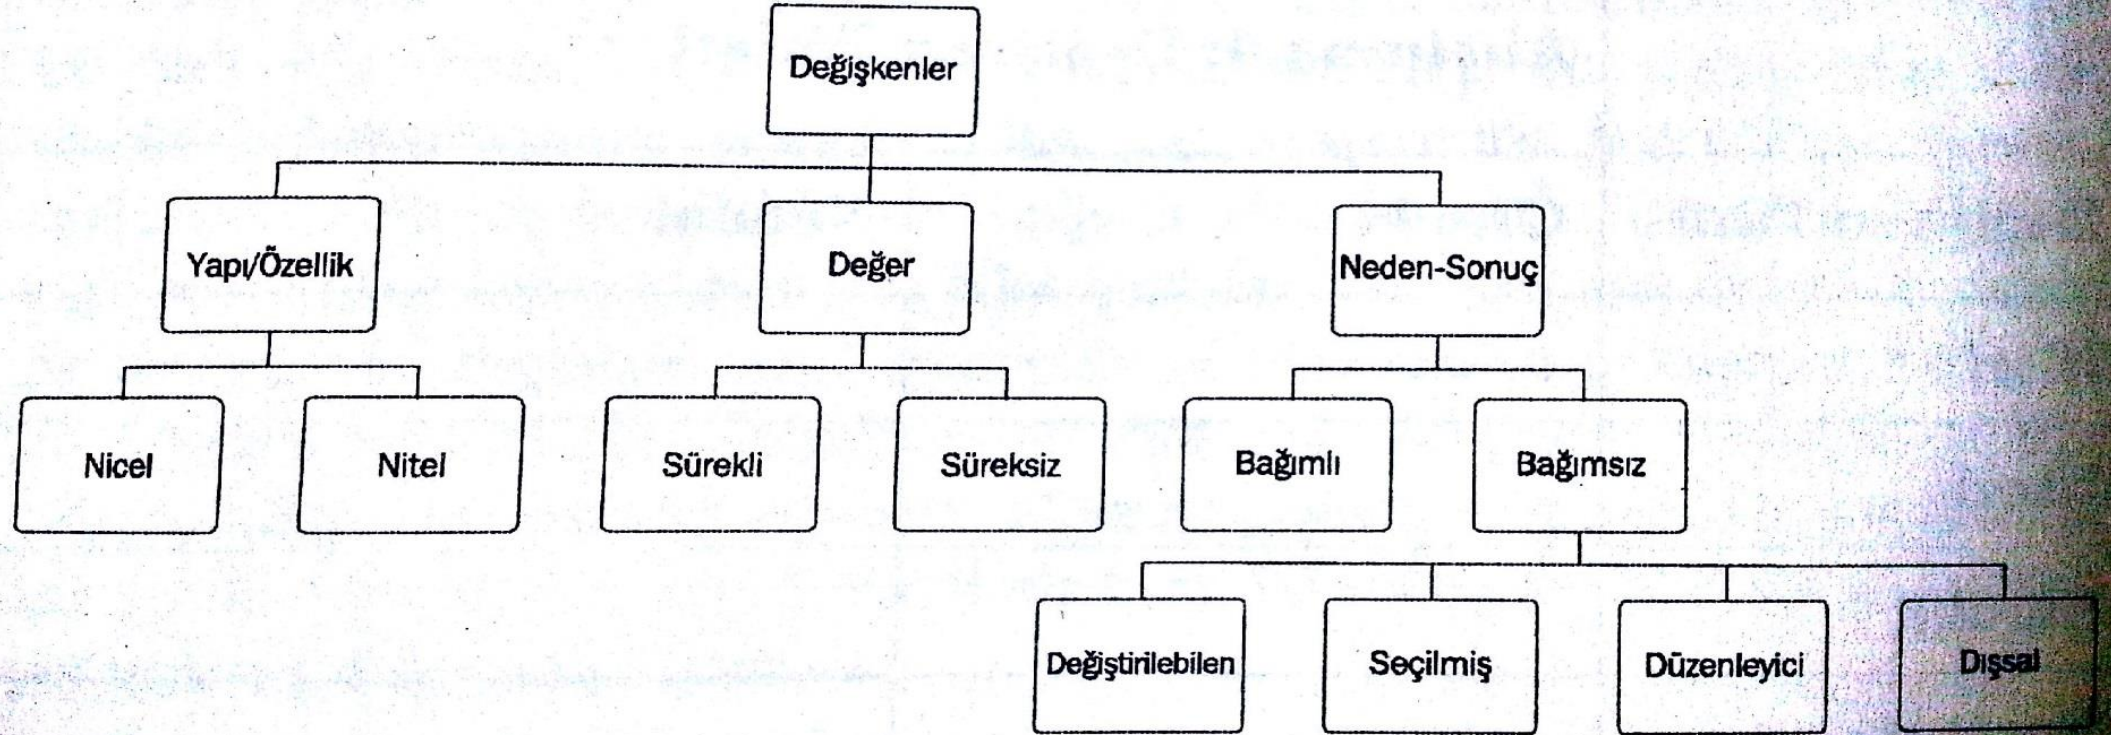 Değişkenler
Yapı/Özellik
Değer
Neden-Sonuç
Nicel
Nitel
Sürekli
Süreksiz
Bağımlı
Bağımsız
Değiştirilebilen
Seçilmiş
Düzenleyici
Dışsal